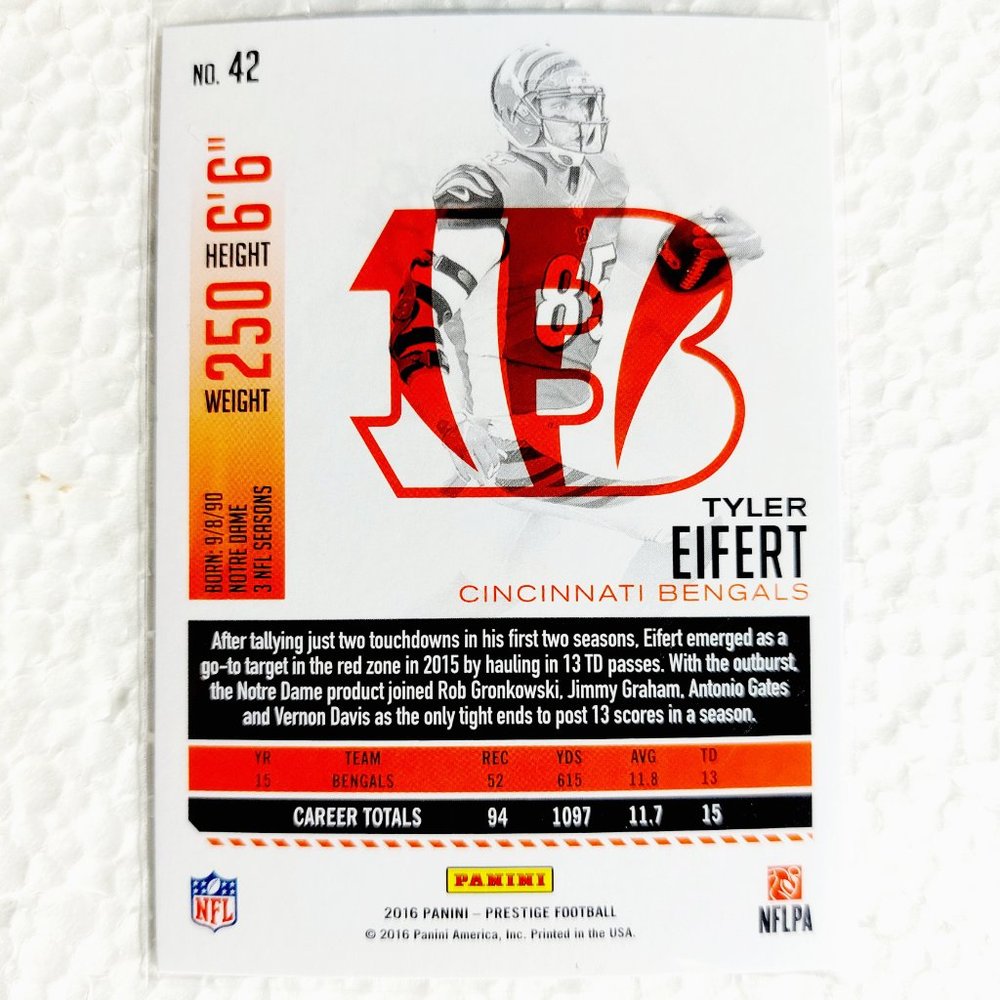 NO. 42
HEIGHT 6'6"
WEIGHT 250
BORN: 9/8/90
NOTRE DAME
3 NFL SEASONS
B
85
TYLER
EIFERT
CINCINNATI BENGALS
After tallying just two touchdowns in his first two seasons, Eifert emerged as a
go-to target in the red zone in 2015 by hauling in 13 TD passes. With the outburst,
the Notre Dame product joined Rob Gronkowski, Jimmy Graham, Antonio Gates
and Vernon Davis as the only tight ends to post 13 scores in a season.
YR TEAM REC YDS AVG TD
15 BENGALS 52 615 11.8 13
CAREER TOTALS 94 1097 11.7 15
NFL
PANINI
NFLPA
2016 PANINI – PRESTIGE FOOTBALL
© 2016 Panini America, Inc. Printed in the USA.